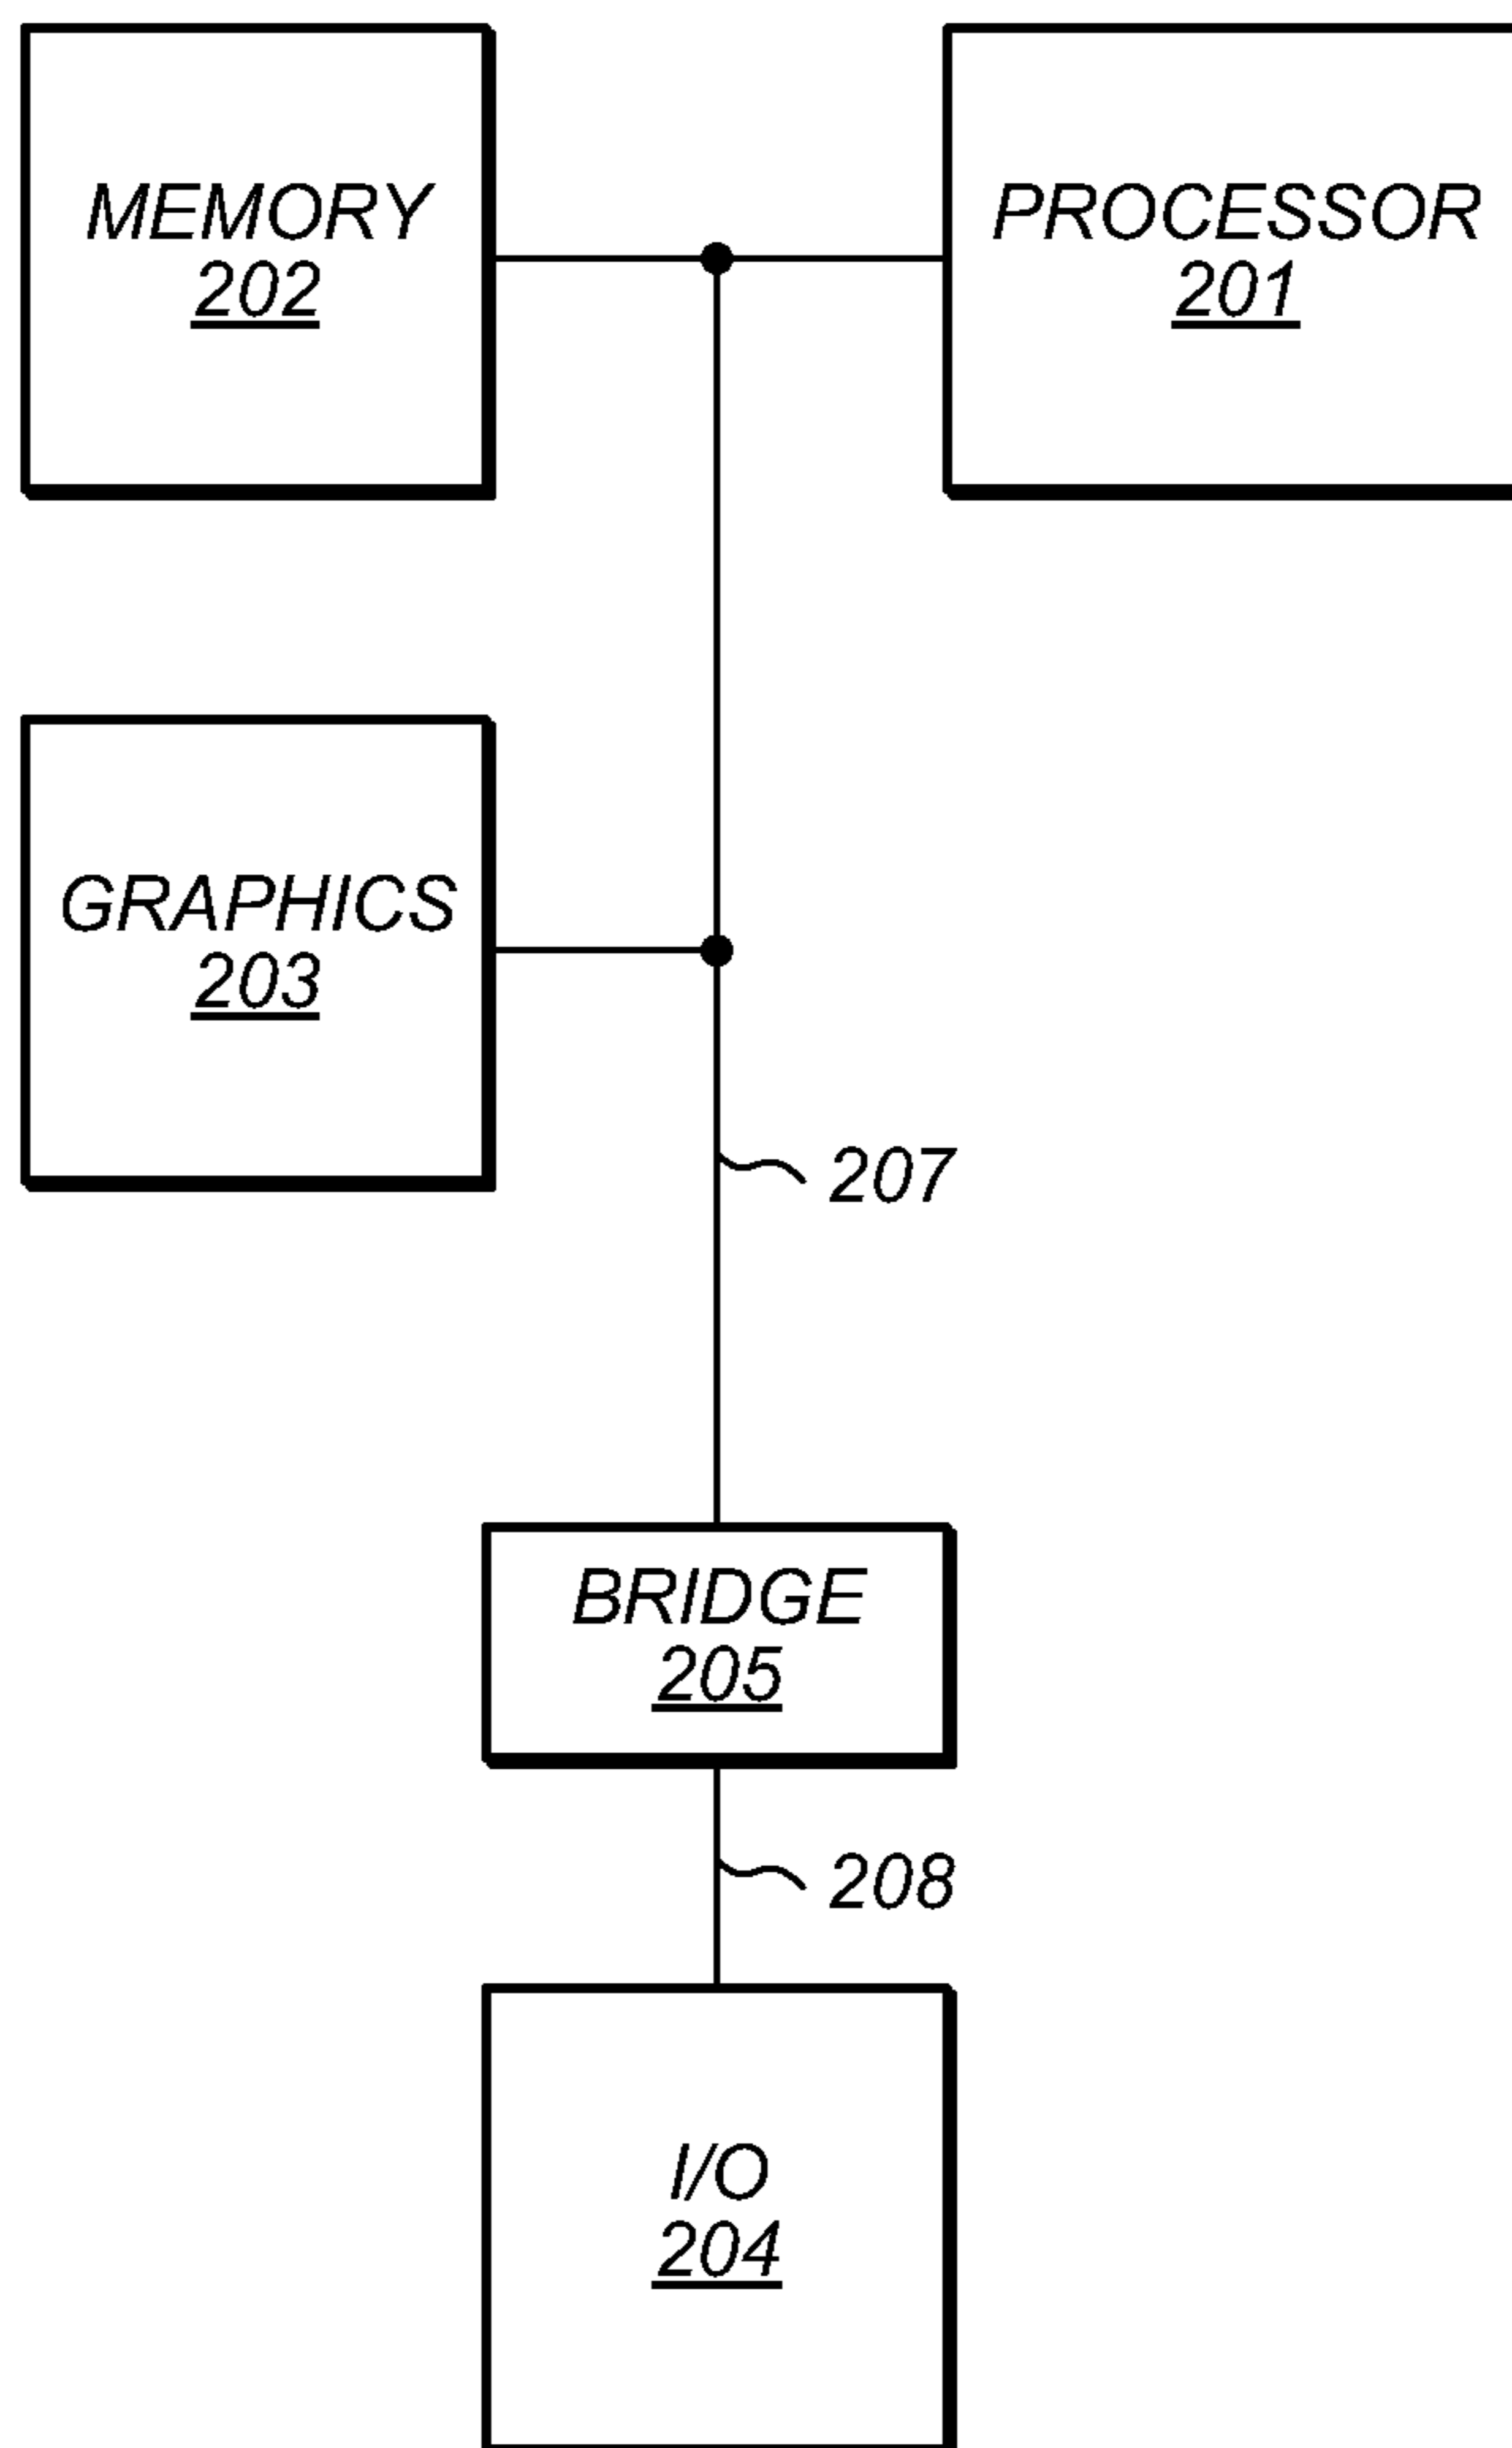 MEMORY
202
PROCESSOR
201
GRAPHICS
203
207
BRIDGE
205
208
I/O
204